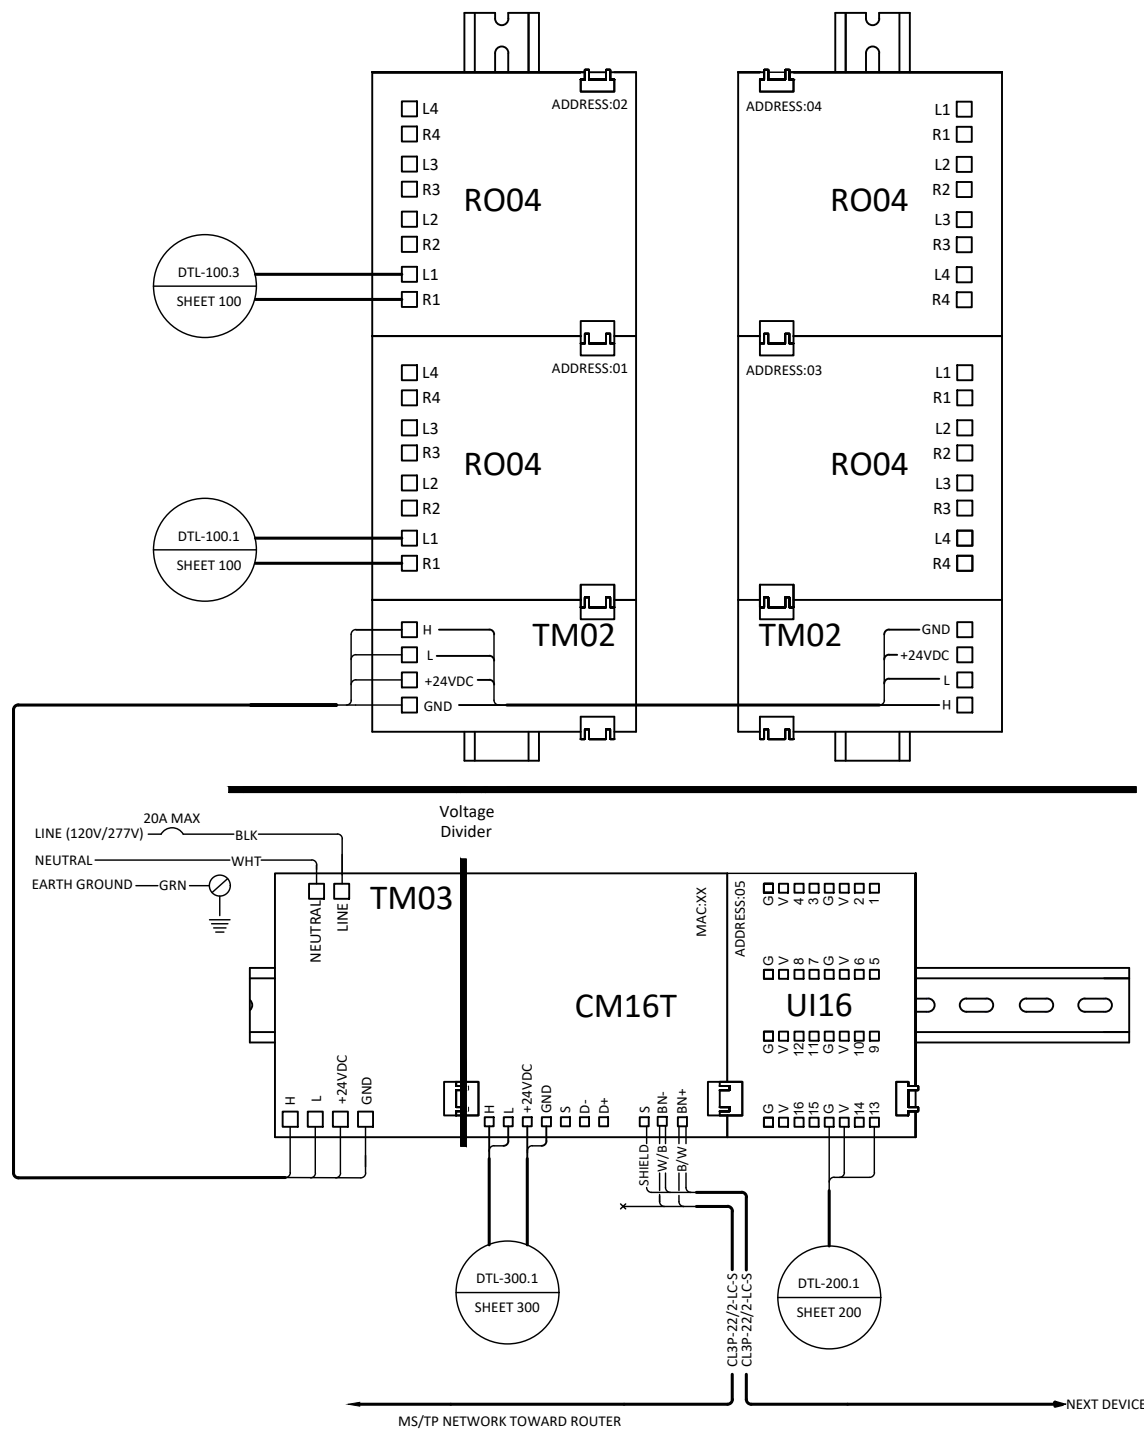 ADDRESS:02
L4
R4
L3
R3
L2
R2
L1
R1
RO04
DTL-100.3
SHEET 100
ADDRESS:04
L1
R1
L2
R2
L3
R3
L4
R4
RO04
ADDRESS:01
L4
R4
L3
R3
L2
R2
L1
R1
RO04
DTL-100.1
SHEET 100
ADDRESS:03
L1
R1
L2
R2
L3
R3
L4
R4
RO04
TM02
H
L
+24VDC
GND
TM02
GND
+24VDC
L
H
Voltage
Divider
20A MAX
LINE (120V/277V)
BLK
NEUTRAL
WHT
EARTH GROUND
GRN
NEUTRAL
LINE
TM03
H
L
+24VDC
GND
MAC:XX
CM16T
H
L
+24VDC
GND
S
D-
D+
S
BN-
BN+
SHIELD
W/B
B/W
ADDRESS:05
UI16
G
V
4
3
G
V
2
1
G
V
8
7
G
V
6
5
G
V
12
11
G
V
10
9
G
V
16
15
G
V
14
13
DTL-300.1
SHEET 300
DTL-200.1
SHEET 200
CL3P-22/2-LC-S
CL3P-22/2-LC-S
MS/TP NETWORK TOWARD ROUTER
NEXT DEVICE